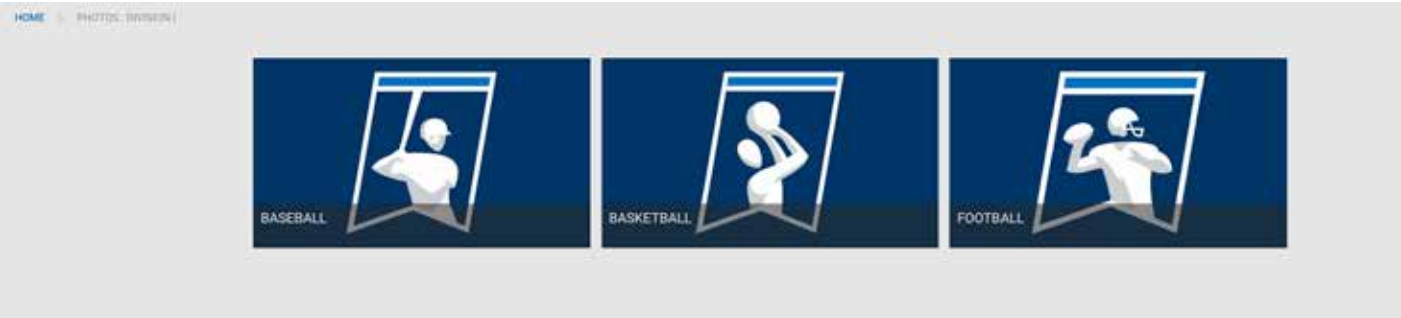 HOME PHOTOS: DIVISION I
BASEBALL
BASKETBALL
FOOTBALL